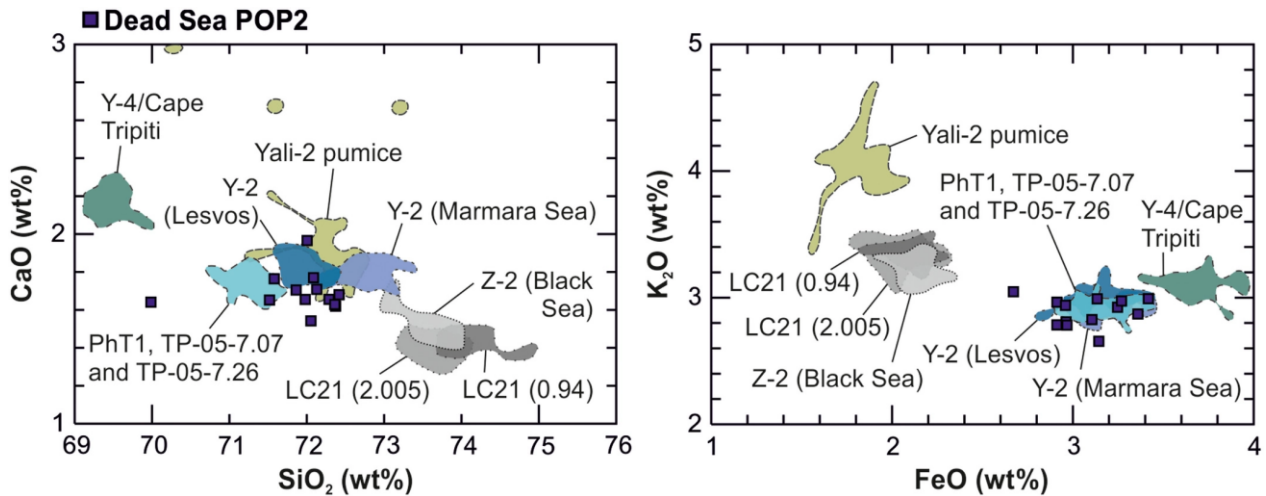 Dead Sea POP2
3
2
1
CaO (wt%)
69
70
71
72
73
74
75
76
SiO₂ (wt%)
Y-4/Cape
Tripiti
Yali-2 pumice
Y-2
(Lesvos)
Y-2 (Marmara Sea)
Z-2 (Black
Sea)
PhT1, TP-05-7.07
and TP-05-7.26
LC21 (2.005)
LC21 (0.94)
5
4
3
2
K₂O (wt%)
1
2
3
4
FeO (wt%)
Yali-2 pumice
PhT1, TP-05-7.07
and TP-05-7.26
Y-4/Cape
Tripiti
LC21 (0.94)
LC21 (2.005)
Z-2 (Black Sea)
Y-2 (Lesvos)
Y-2 (Marmara Sea)